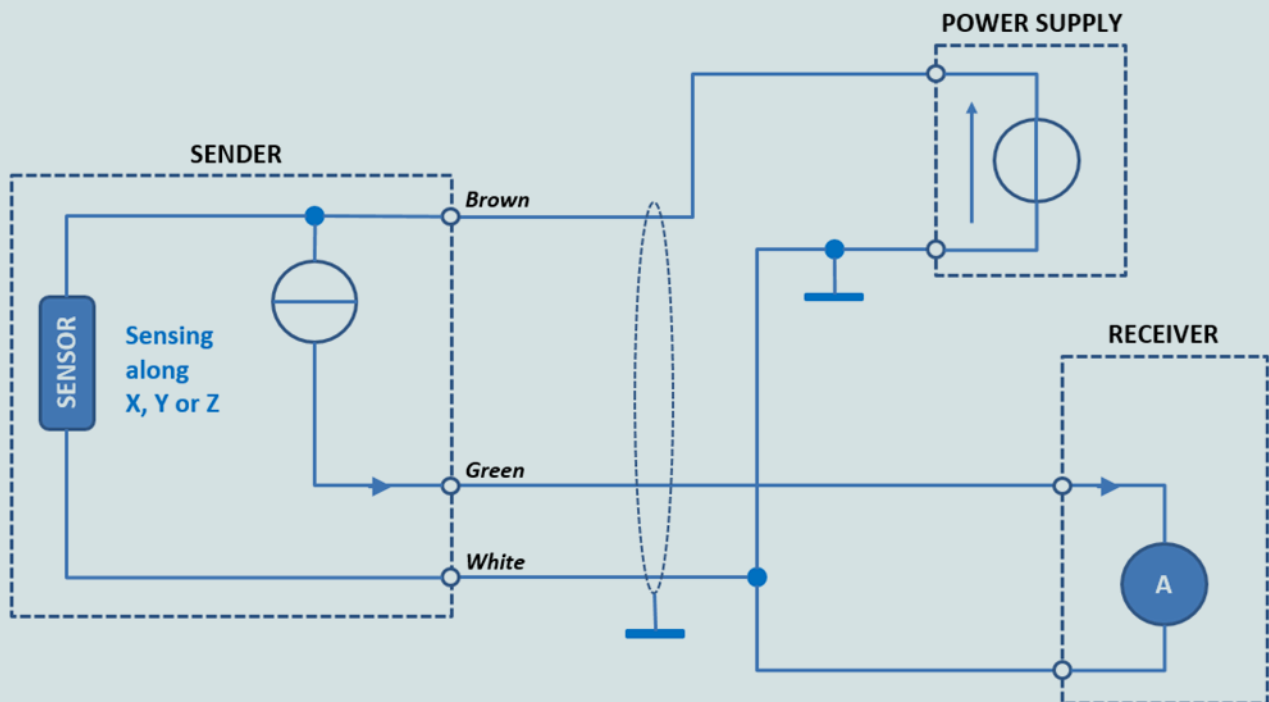 POWER SUPPLY
SENDER
Brown
SENSOR
Sensing
along
X, Y or Z
RECEIVER
Green
White
A